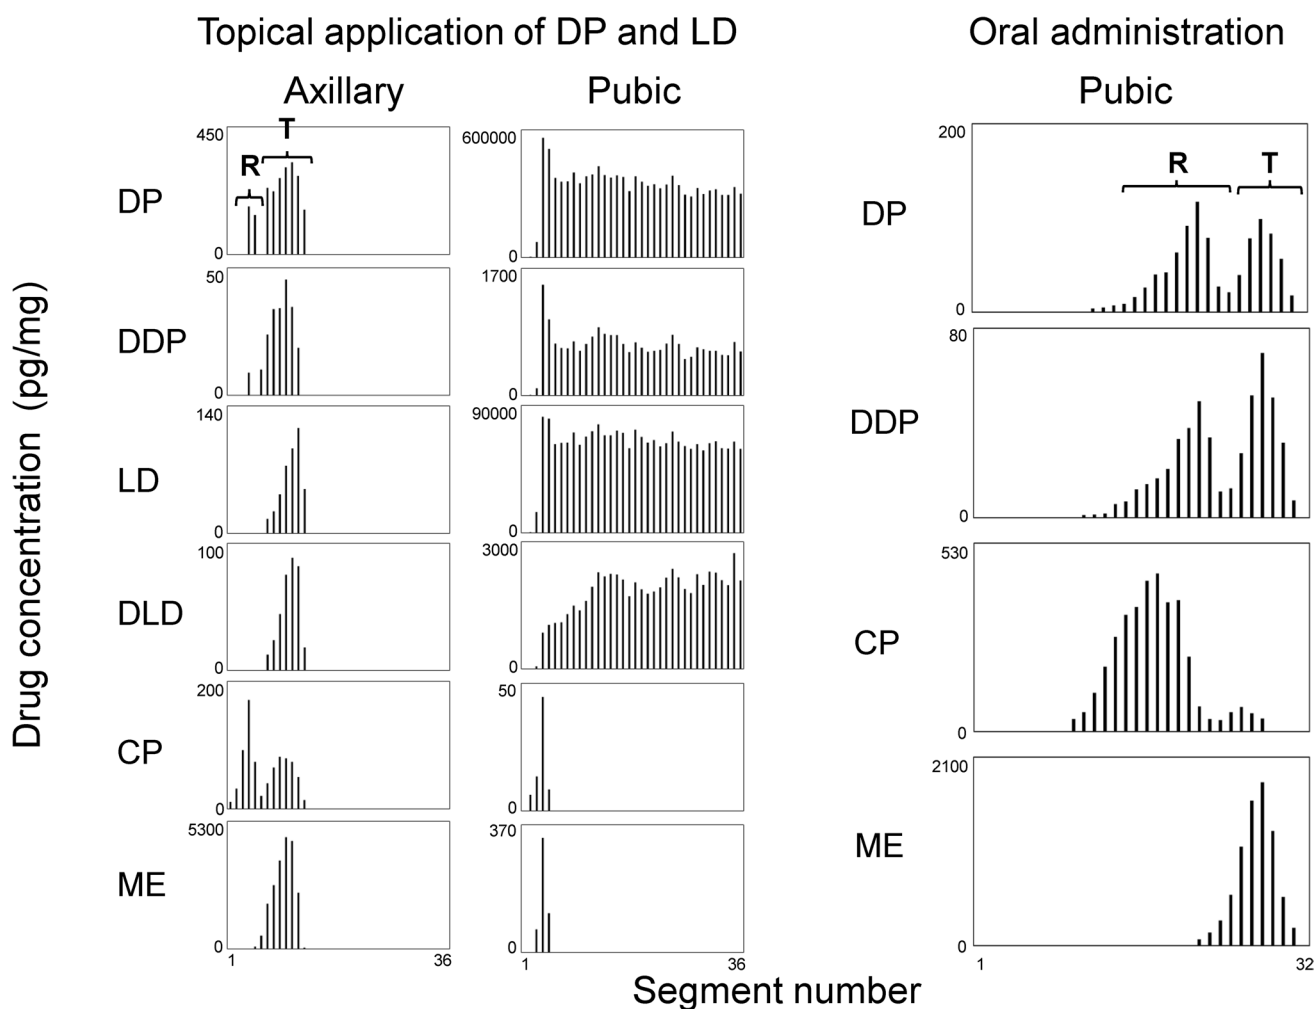 Topical application of DP and LD
Oral administration
Axillary
Pubic
Pubic
Drug concentration (pg/mg)
DP
450
R
T
0
600000
0
DDP
50
0
1700
0
LD
140
0
90000
0
DLD
100
0
3000
0
CP
200
0
50
0
ME
5300
0
1
36
370
0
1
36
DP
200
R
T
0
DDP
80
0
CP
530
0
ME
2100
0
1
32
Segment number